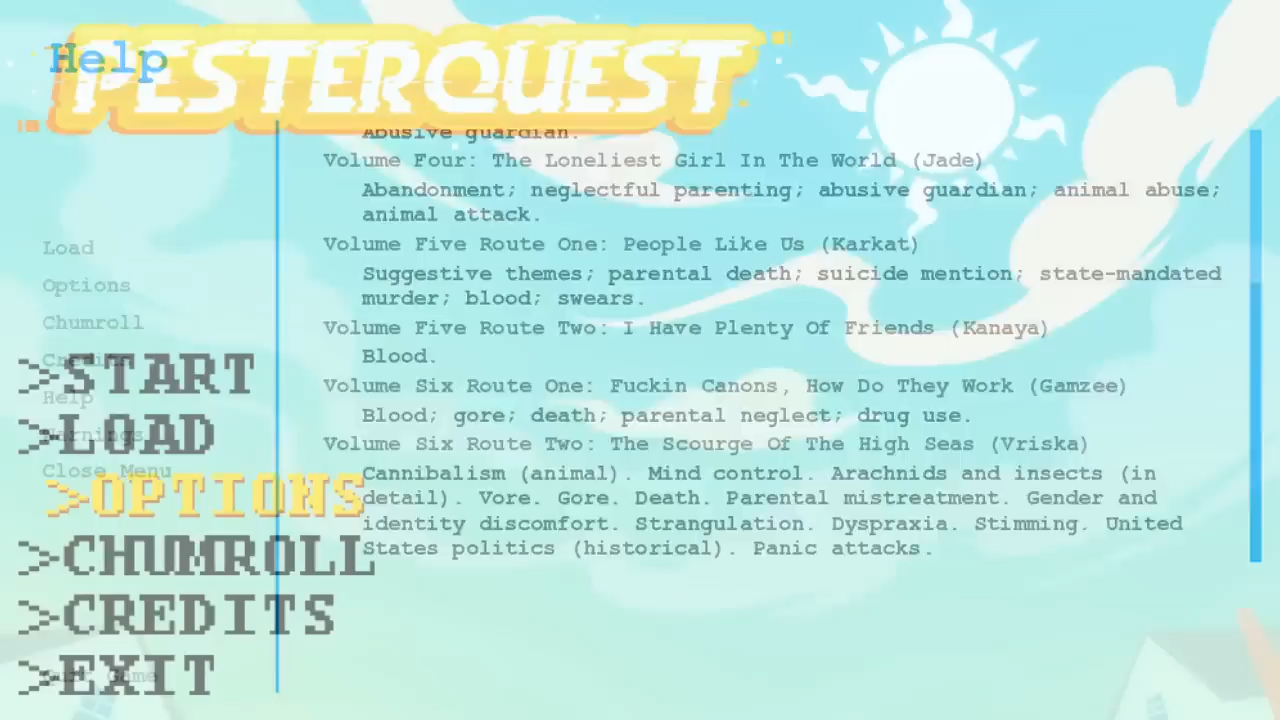 PESTERQUEST
Help
Abusive guardian.
Volume Four: The Loneliest Girl In The World (Jade)
Abandonment; neglectful parenting; abusive guardian; animal abuse;
animal attack.
Volume Five Route One: People Like Us (Karkat)
Suggestive themes; parental death; suicide mention; state-mandated
murder; blood; swears.
Volume Five Route Two: I Have Plenty Of Friends (Kanaya)
Blood.
Volume Six Route One: Fuckin Canons, How Do They Work (Gamzee)
Blood; gore; death; parental neglect; drug use.
Volume Six Route Two: The Scourge Of The High Seas (Vriska)
Cannibalism (animal). Mind control. Arachnids and insects (in
detail). Vore. Gore. Death. Parental mistreatment. Gender and
identity discomfort. Strangulation. Dyspraxia. Stimming. United
States politics (historical). Panic attacks.
Load
Options
Chumroll
Credits
Help
Warnings
Close Menu
Quit Game
>START
>LOAD
>OPTIONS
>CHUMROLL
>CREDITS
>EXIT